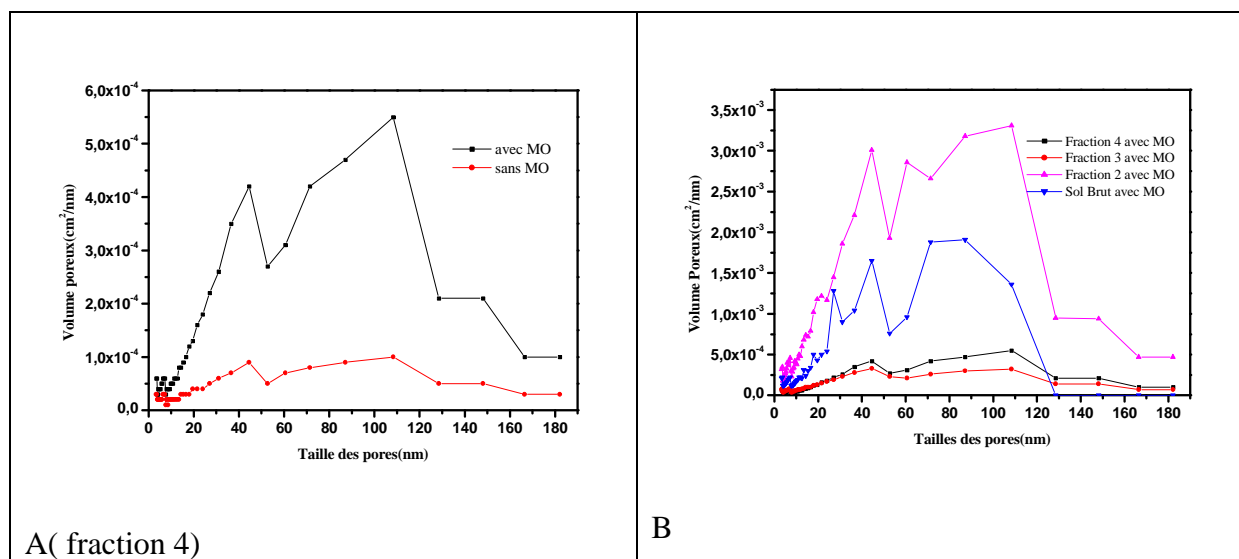 6,0x10⁻⁴
5,0x10⁻⁴
4,0x10⁻⁴
3,0x10⁻⁴
2,0x10⁻⁴
1,0x10⁻⁴
0,0
Volume poreux(cm²/nm)
avec MO
sans MO
0 20 40 60 80 100 120 140 160 180
Taille des pores(nm)
A( fraction 4)
3,5x10⁻³
3,0x10⁻³
2,5x10⁻³
2,0x10⁻³
1,5x10⁻³
1,0x10⁻³
5,0x10⁻⁴
0,0
Volume Poreux(cm²/nm)
Fraction 4 avec MO
Fraction 3 avec MO
Fraction 2 avec MO
Sol Brut avec MO
0 20 40 60 80 100 120 140 160 180
Tailles des pores(nm)
B